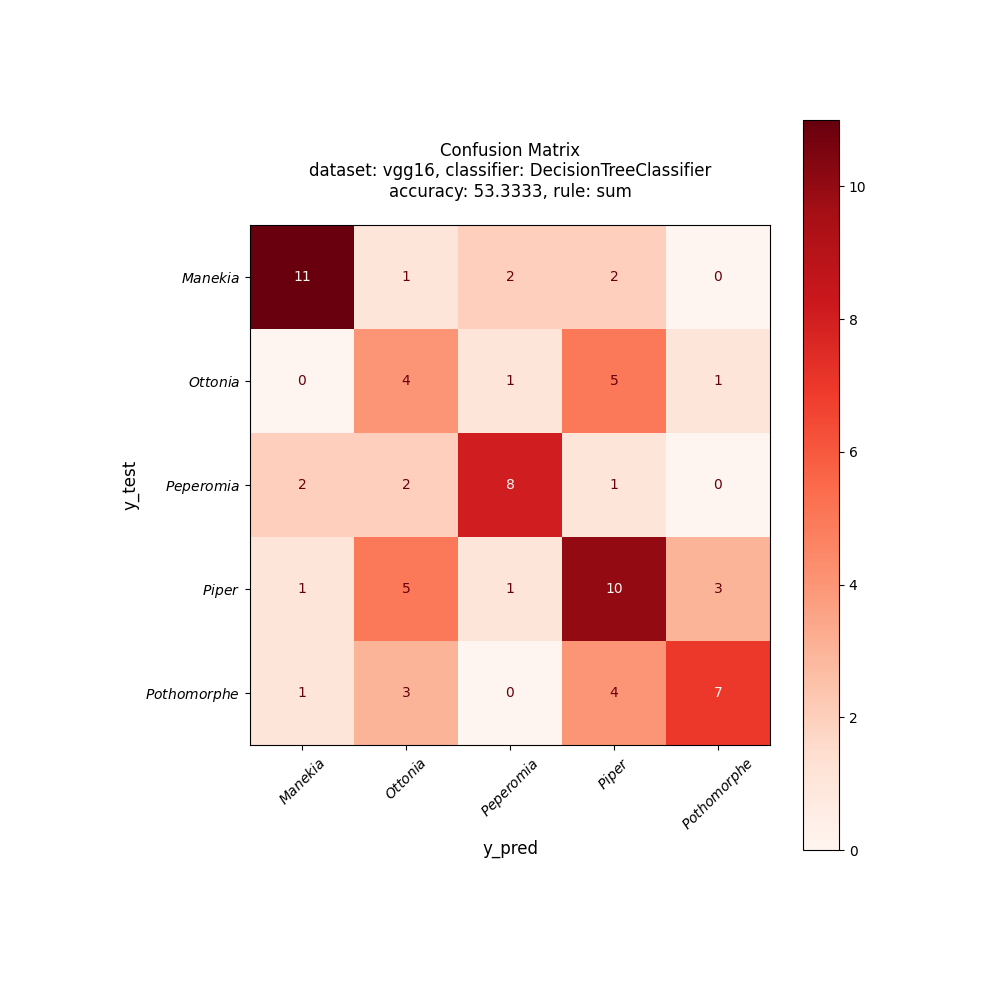 Confusion Matrix
dataset: vgg16, classifier: DecisionTreeClassifier
accuracy: 53.3333, rule: sum
Manekia 11 1 2 2 0
Ottonia 0 4 1 5 1
Peperomia 2 2 8 1 0
Piper 1 5 1 10 3
Pothomorphe 1 3 0 4 7
y_test
Manekia Ottonia Peperomia Piper Pothomorphe
y_pred
10
8
6
4
2
0